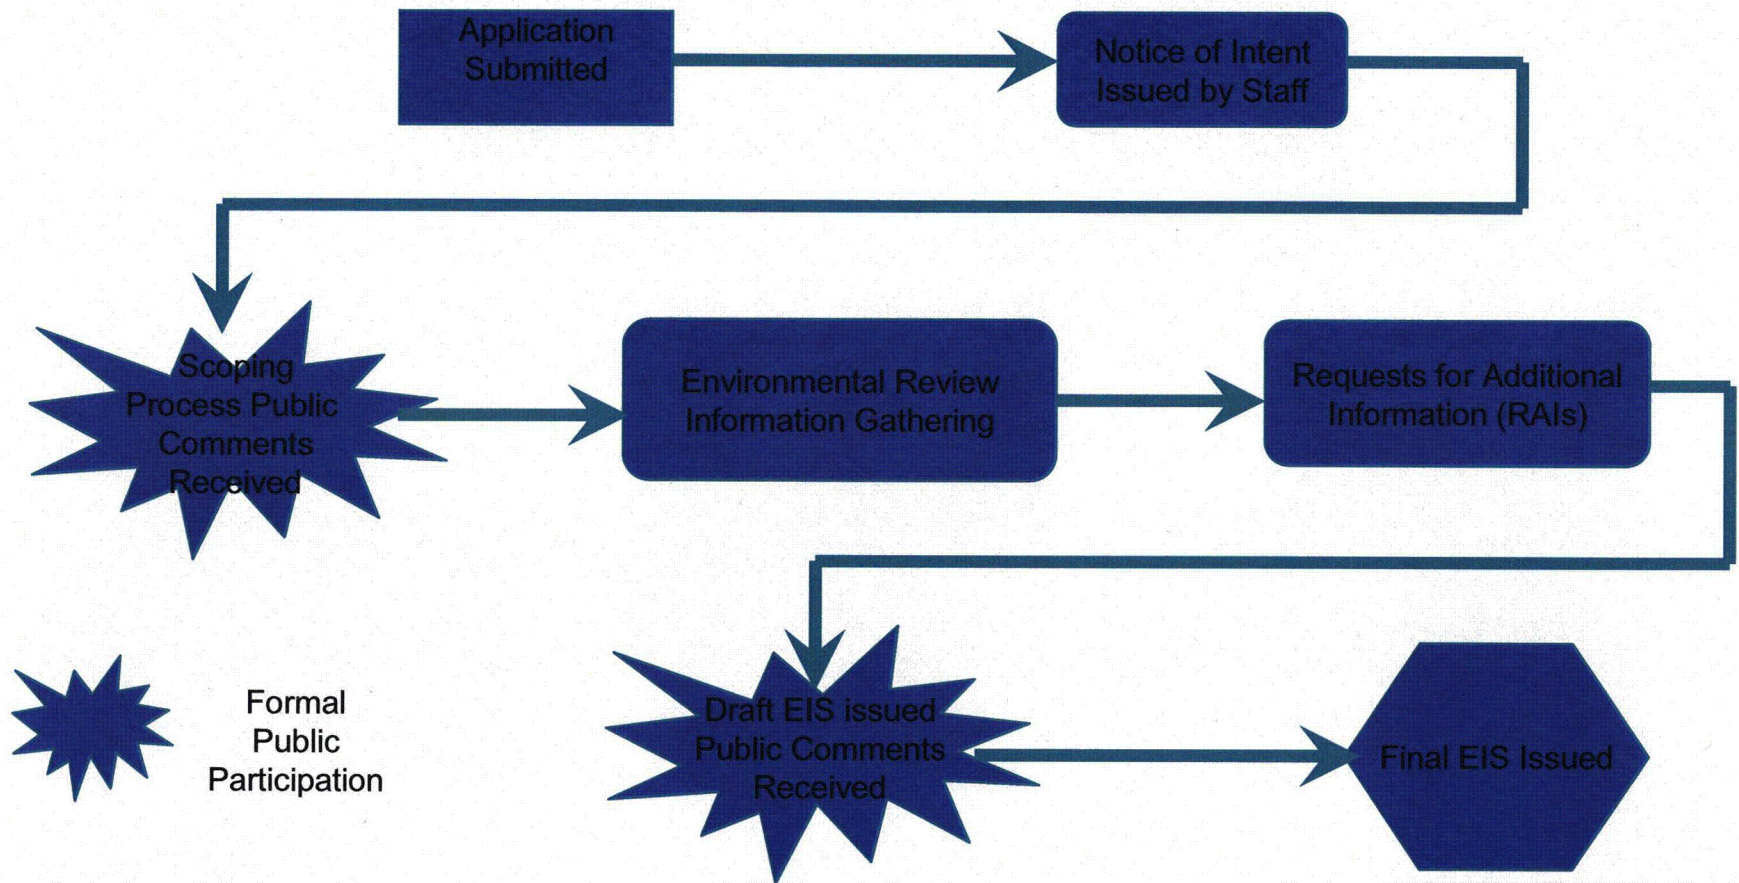 Application
Submitted
Notice of Intent
Issued by Staff
Scoping
Process Public
Comments
Received
Environmental Review
Information Gathering
Requests for Additional
Information (RAIs)
Formal
Public
Participation
Draft EIS issued
Public Comments
Received
Final EIS Issued